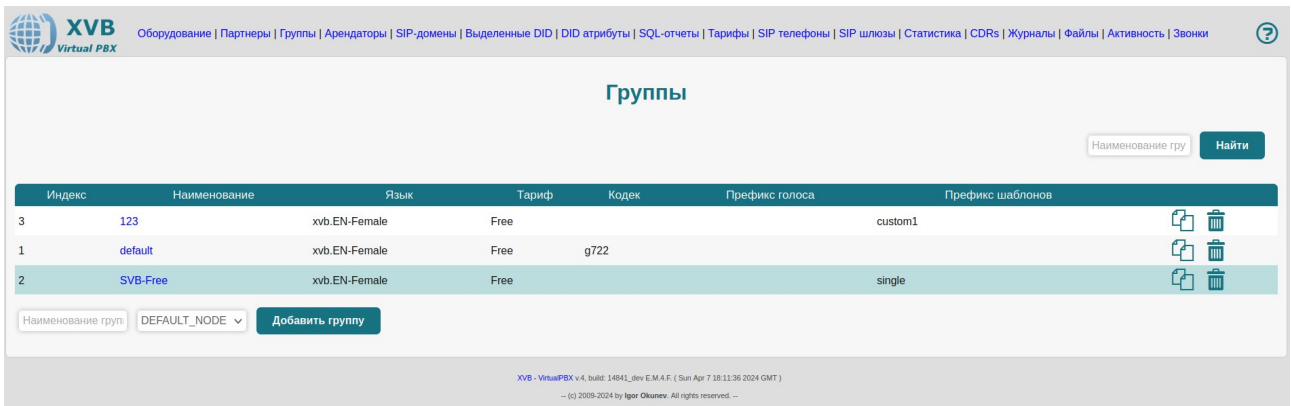 XVB
Virtual PBX
Оборудование | Партнеры | Группы | Арендаторы | SIP-домены | Выделенные DID | DID атрибуты | SQL-отчеты | Тарифы | SIP телефоны | SIP шлюзы | Статистика | CDRs | Журналы | Файлы | Активность | Звонки
?
Группы
Наименование гру Найти
Индекс Наименование Язык Тариф Кодек Префикс голоса Префикс шаблонов
3 123 xvb.EN-Female Free custom1
1 default xvb.EN-Female Free g722
2 SVB-Free xvb.EN-Female Free single
Наименование груп DEFAULT_NODE Добавить группу
XVB - VirtualPBX v.4, build: 14841_dev E.M.4.F. ( Sun Apr 7 18:11:36 2024 GMT )
-- (c) 2009-2024 by Igor Okunev. All rights reserved. --